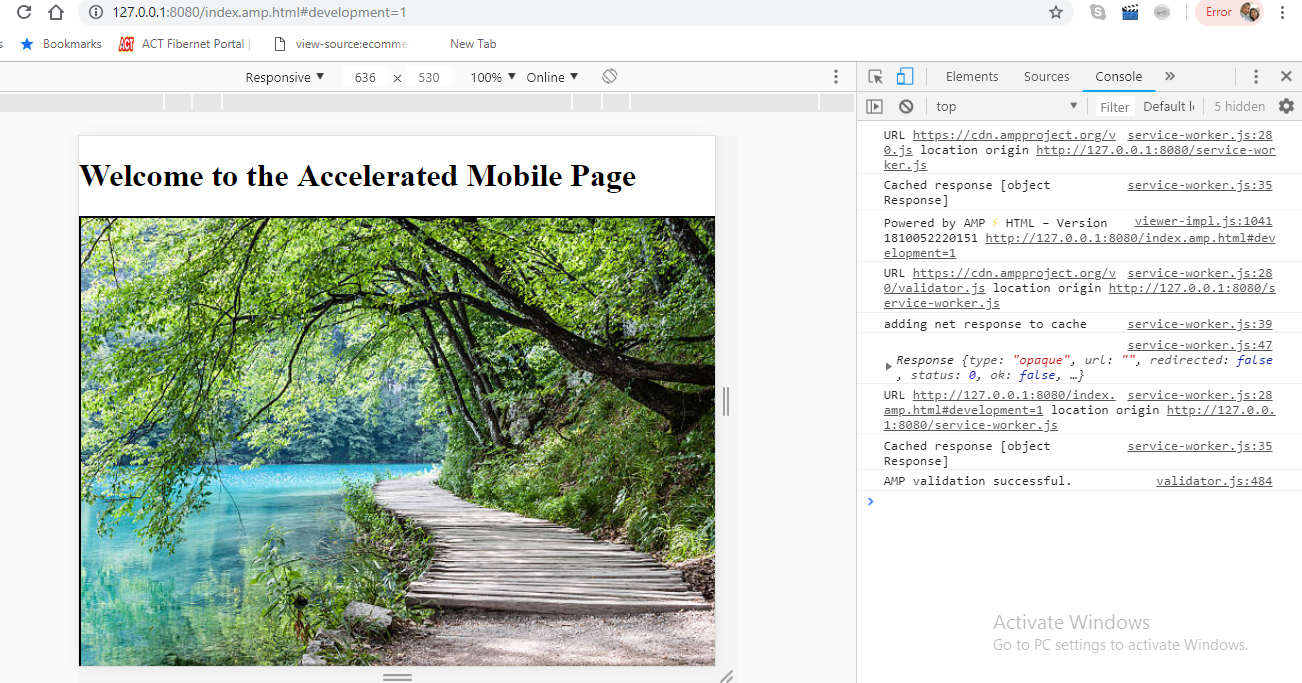 127.0.0.1:8080/index.amp.html#development=1
Error
Bookmarks
ACT Fibernet Portal |
view-source:ecomme
New Tab
Responsive ▼ 636 x 530 100% ▼ Online ▼
Elements Sources Console »
top ▼ Filter Default l 5 hidden
URL https://cdn.ampproject.org/v service-worker.js:28
0.js location origin http://127.0.0.1:8080/service-wor
ker.js
Cached response [object service-worker.js:35
Response]
Powered by AMP ⚡ HTML – Version viewer-impl.js:1041
1810052220151 http://127.0.0.1:8080/index.amp.html#dev
elopment=1
URL https://cdn.ampproject.org/v service-worker.js:28
0/validator.js location origin http://127.0.0.1:8080/s
ervice-worker.js
adding net response to cache service-worker.js:39
service-worker.js:47
Response {type: "opaque", url: "", redirected: false
, status: 0, ok: false, …}
URL http://127.0.0.1:8080/index. service-worker.js:28
amp.html#development=1 location origin http://127.0.0.
1:8080/service-worker.js
Cached response [object service-worker.js:35
Response]
AMP validation successful. validator.js:484
Welcome to the Accelerated Mobile Page
Activate Windows
Go to PC settings to activate Windows.